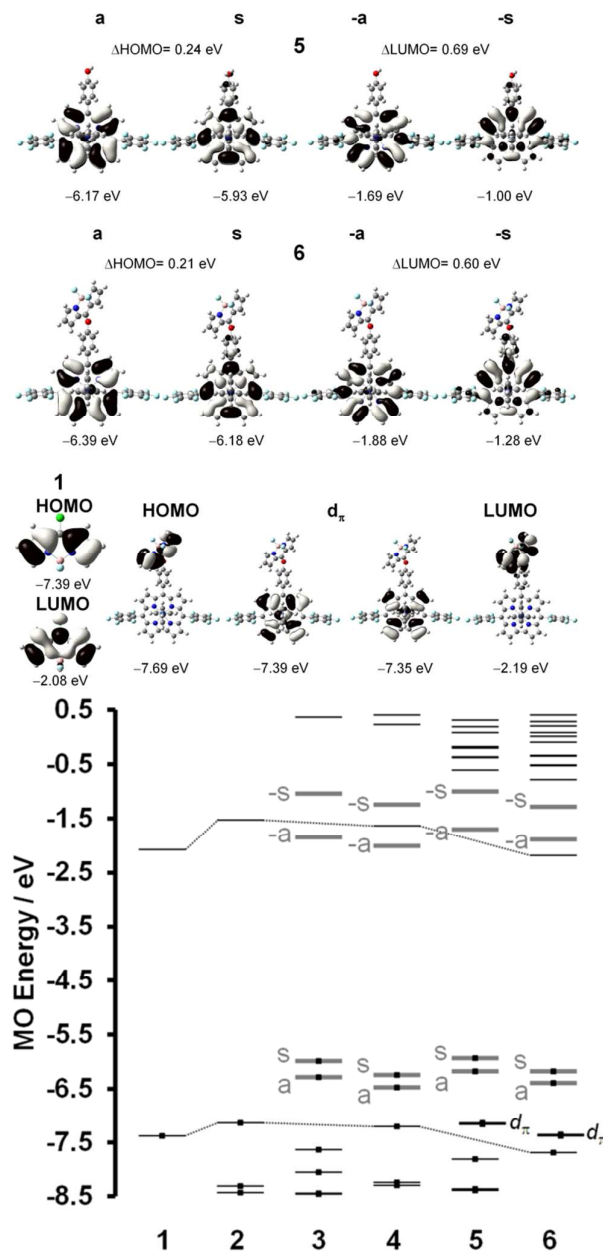 a s -a -s
ΔHOMO= 0.24 eV 5 ΔLUMO= 0.69 eV
−6.17 eV −5.93 eV −1.69 eV −1.00 eV
a s -a -s
ΔHOMO= 0.21 eV 6 ΔLUMO= 0.60 eV
−6.39 eV −6.18 eV −1.88 eV −1.28 eV
1
HOMO HOMO dπ LUMO
−7.39 eV
LUMO
−2.08 eV −7.69 eV −7.39 eV −7.35 eV −2.19 eV
0.5
-0.5
-s -s -s -s
-1.5
-a -a -a -a
-2.5
-3.5
MO Energy / eV
-4.5
-5.5
s s s s
-6.5
a a a a
dπ
-7.5
-8.5
1 2 3 4 5 6